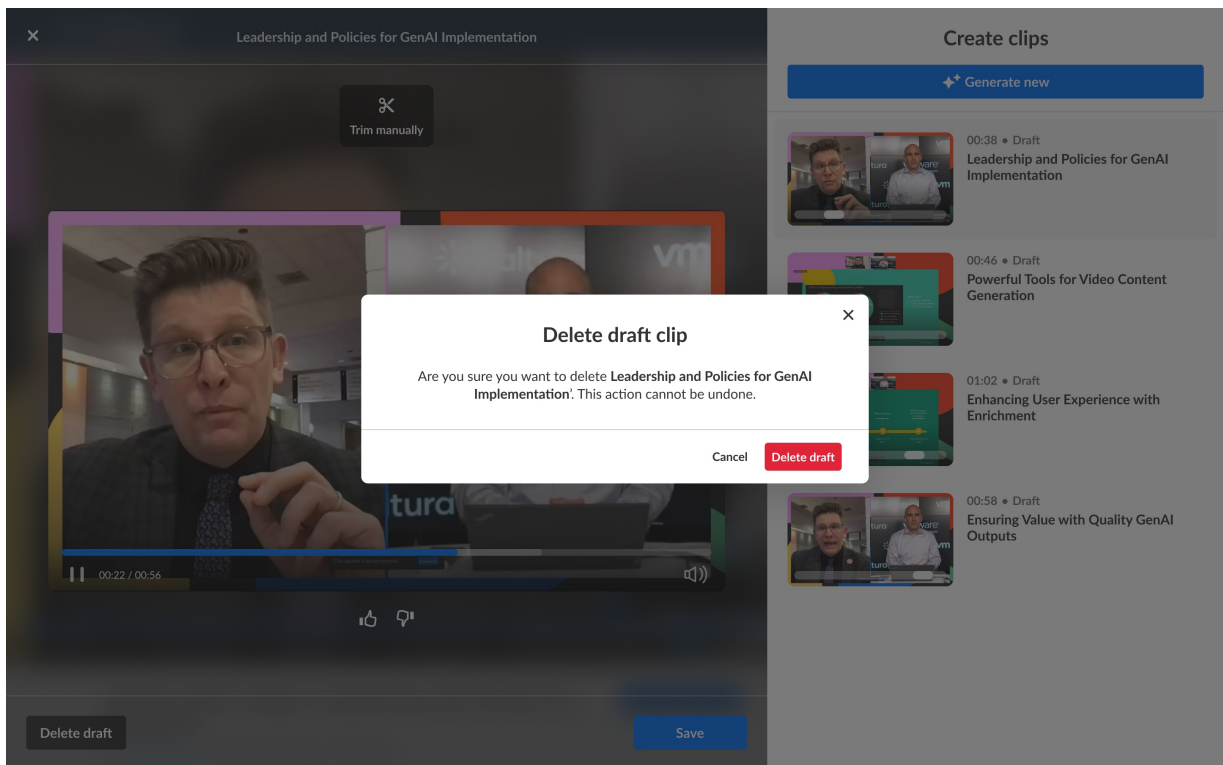 Leadership and Policies for GenAI Implementation
Trim manually
vm
tura
00:22 / 00:56
Delete draft
Save
Delete draft clip
Are you sure you want to delete Leadership and Policies for GenAI
Implementation'. This action cannot be undone.
Cancel
Delete draft
Create clips
Generate new
00:38 • Draft
Leadership and Policies for GenAI
Implementation
00:46 • Draft
Powerful Tools for Video Content
Generation
01:02 • Draft
Enhancing User Experience with
Enrichment
00:58 • Draft
Ensuring Value with Quality GenAI
Outputs